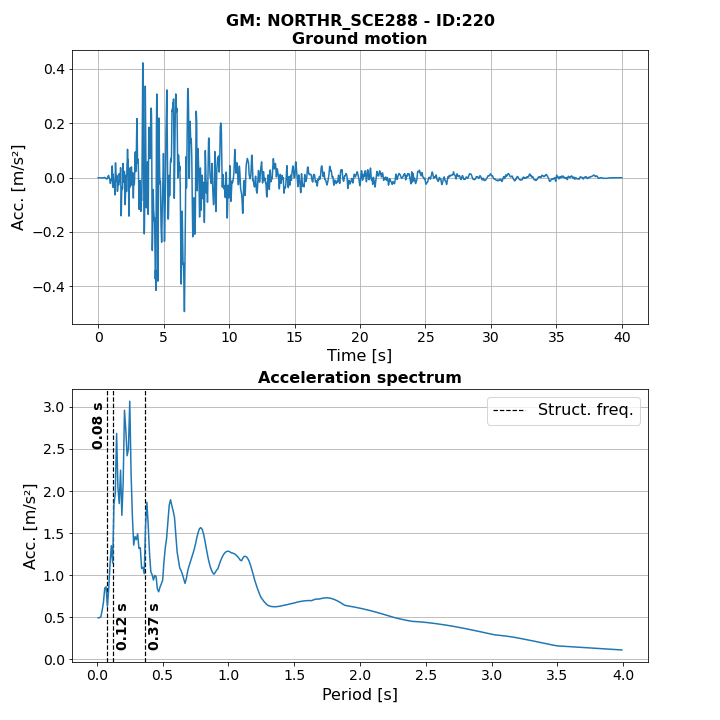 GM: NORTHR_SCE288 - ID:220
Ground motion
0.4
0.2
0.0
−0.2
−0.4
Acc. [m/s²]
0 5 10 15 20 25 30 35 40
Time [s]
Acceleration spectrum
3.0
2.5
2.0
1.5
1.0
0.5
0.0
Acc. [m/s²]
Struct. freq.
0.08 s
0.12 s
0.37 s
0.0 0.5 1.0 1.5 2.0 2.5 3.0 3.5 4.0
Period [s]